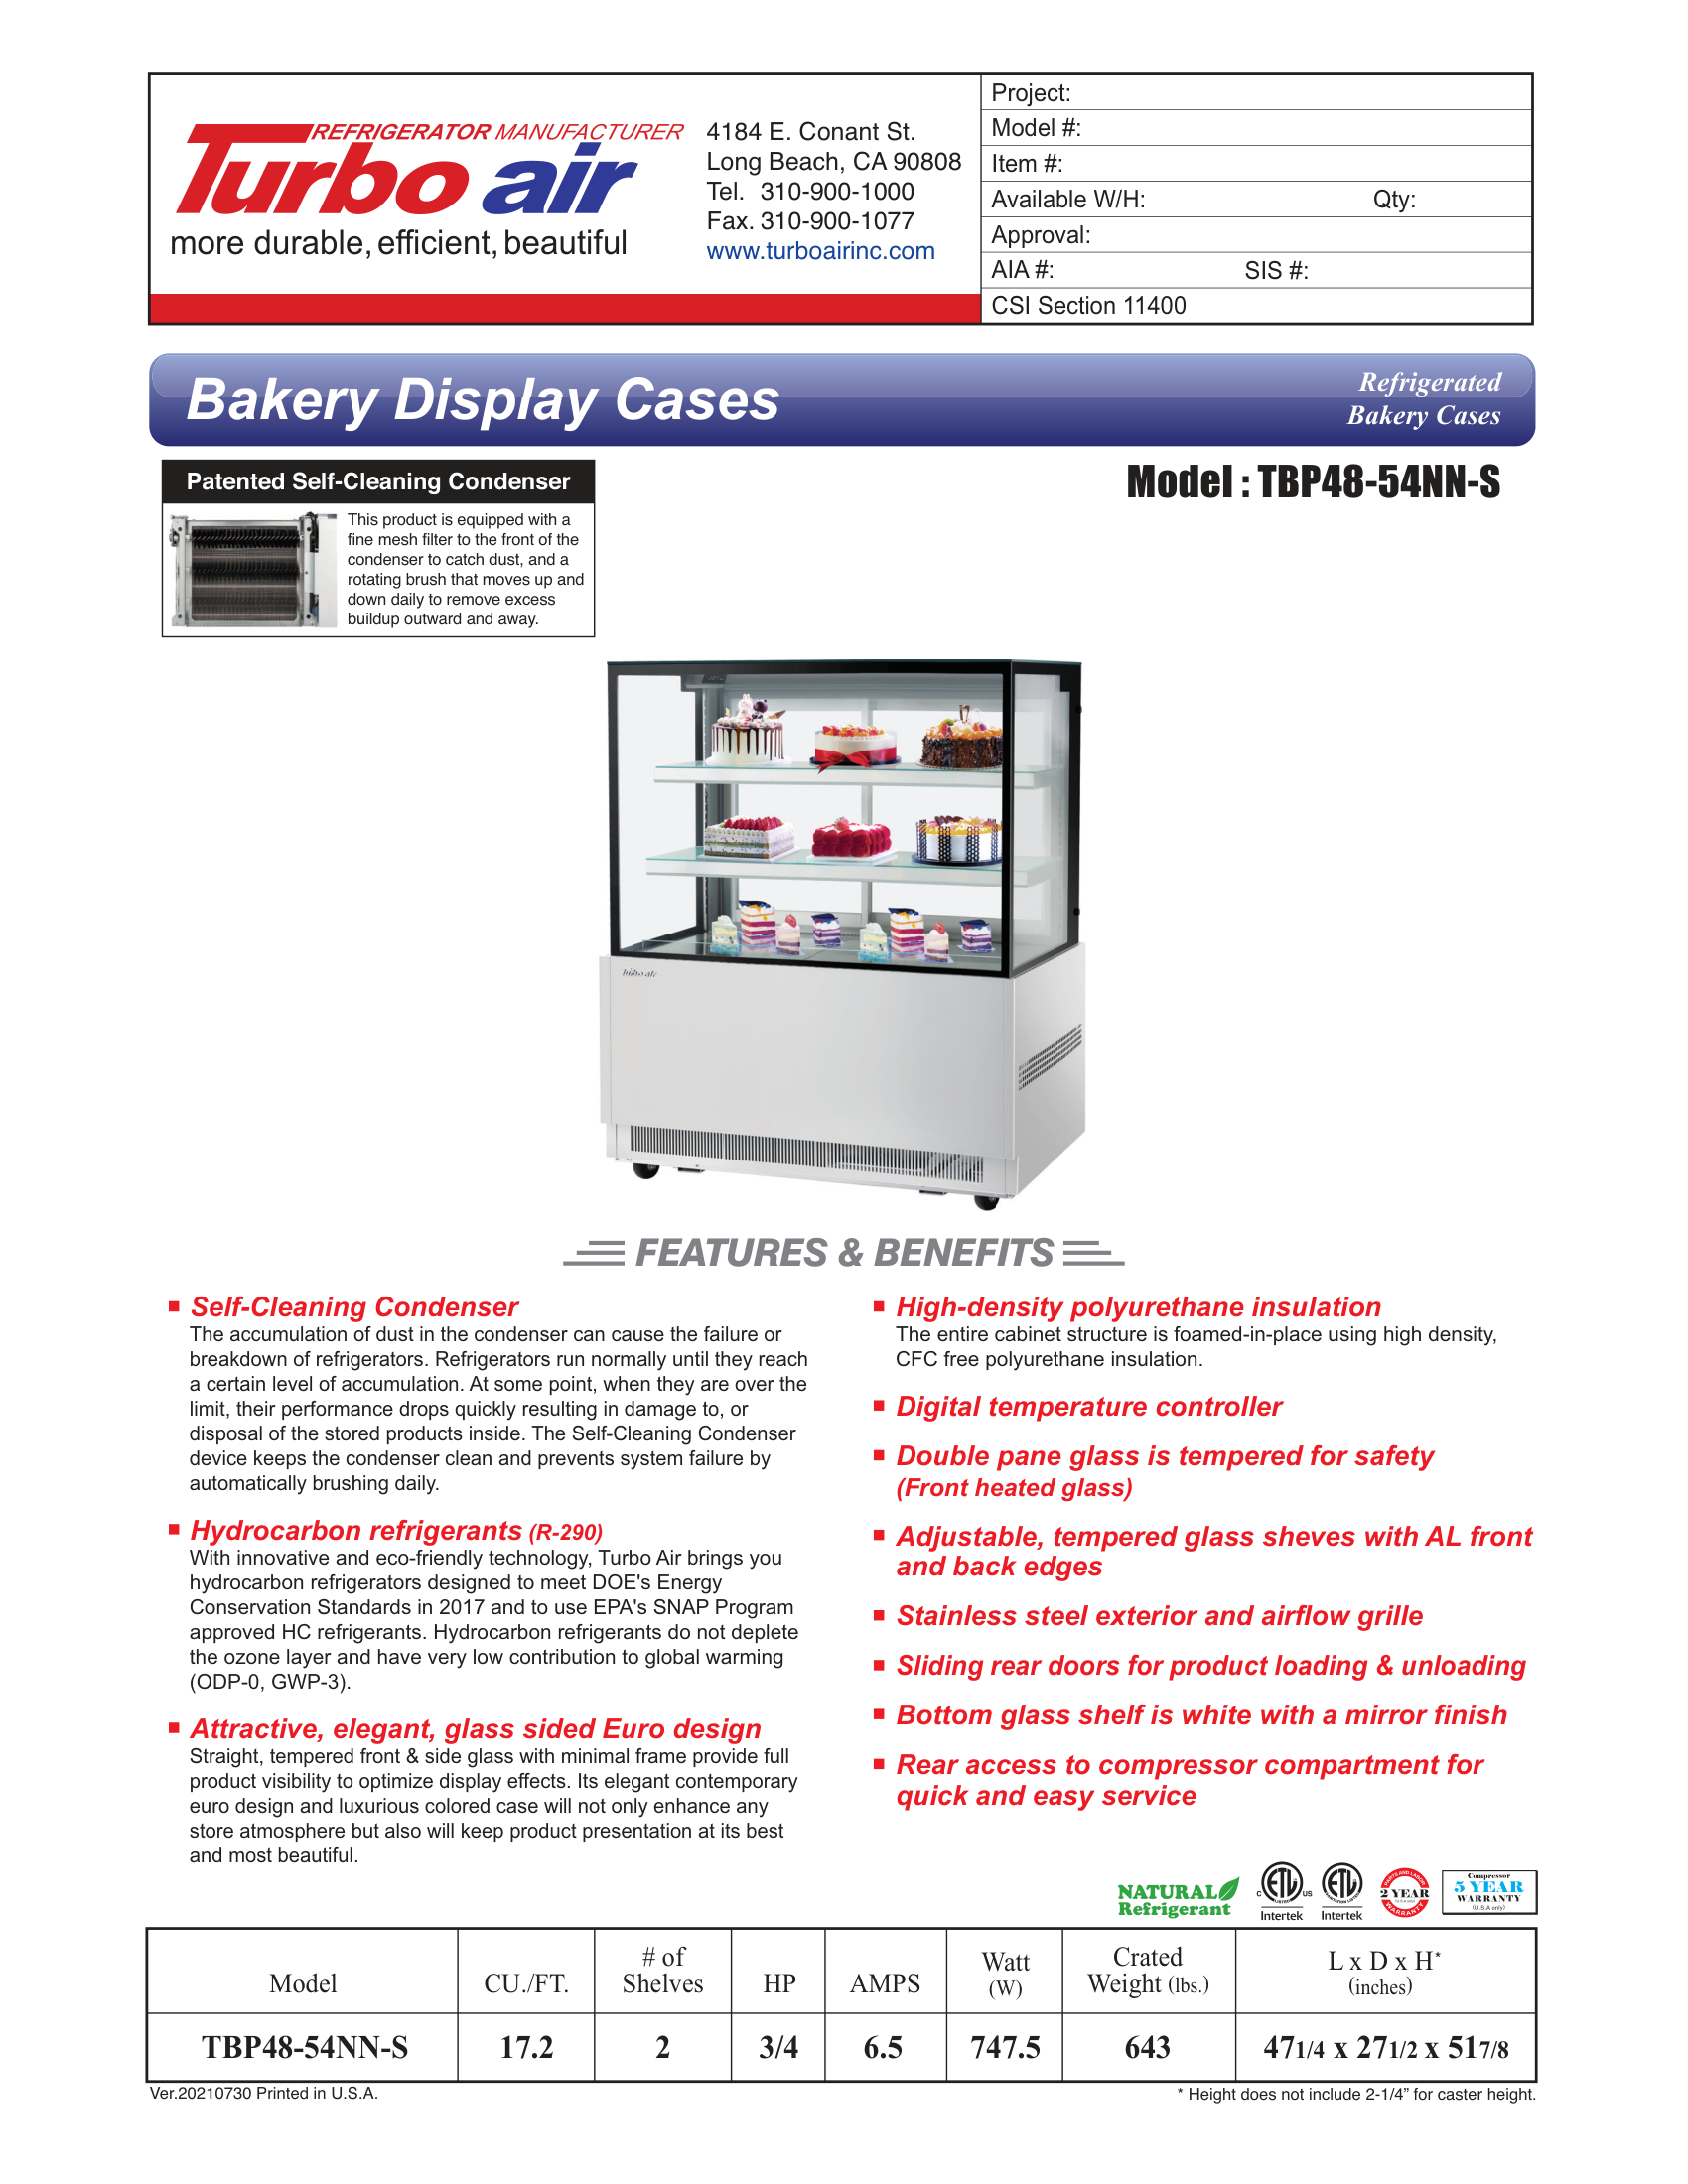 REFRIGERATOR MANUFACTURER
Turbo air
more durable, efficient, beautiful
4184 E. Conant St.
Long Beach, CA 90808
Tel. 310-900-1000
Fax. 310-900-1077
www.turboairinc.com
Project:
Model #:
Item #:
Available W/H: Qty:
Approval:
AIA #: SIS #:
CSI Section 11400
Bakery Display Cases
Refrigerated
Bakery Cases
Patented Self-Cleaning Condenser
This product is equipped with a
fine mesh filter to the front of the
condenser to catch dust, and a
rotating brush that moves up and
down daily to remove excess
buildup outward and away.
Model : TBP48-54NN-S
turbo air
FEATURES & BENEFITS
Self-Cleaning Condenser
The accumulation of dust in the condenser can cause the failure or
breakdown of refrigerators. Refrigerators run normally until they reach
a certain level of accumulation. At some point, when they are over the
limit, their performance drops quickly resulting in damage to, or
disposal of the stored products inside. The Self-Cleaning Condenser
device keeps the condenser clean and prevents system failure by
automatically brushing daily.
Hydrocarbon refrigerants (R-290)
With innovative and eco-friendly technology, Turbo Air brings you
hydrocarbon refrigerators designed to meet DOE's Energy
Conservation Standards in 2017 and to use EPA's SNAP Program
approved HC refrigerants. Hydrocarbon refrigerants do not deplete
the ozone layer and have very low contribution to global warming
(ODP-0, GWP-3).
Attractive, elegant, glass sided Euro design
Straight, tempered front & side glass with minimal frame provide full
product visibility to optimize display effects. Its elegant contemporary
euro design and luxurious colored case will not only enhance any
store atmosphere but also will keep product presentation at its best
and most beautiful.
High-density polyurethane insulation
The entire cabinet structure is foamed-in-place using high density,
CFC free polyurethane insulation.
Digital temperature controller
Double pane glass is tempered for safety
(Front heated glass)
Adjustable, tempered glass sheves with AL front
and back edges
Stainless steel exterior and airflow grille
Sliding rear doors for product loading & unloading
Bottom glass shelf is white with a mirror finish
Rear access to compressor compartment for
quick and easy service
NATURAL
Refrigerant
C ETL US
LISTED
Intertek
ETL
Intertek
PARTS AND LABOR
2 YEAR
WARRANTY
Compressor
5 YEAR
WARRANTY
(U.S.A only)
Model CU./FT. # of Shelves HP AMPS Watt (W) Crated Weight (lbs.) L x D x H* (inches)
TBP48-54NN-S 17.2 2 3/4 6.5 747.5 643 471/4 x 271/2 x 517/8
Ver.20210730 Printed in U.S.A.
* Height does not include 2-1/4” for caster height.